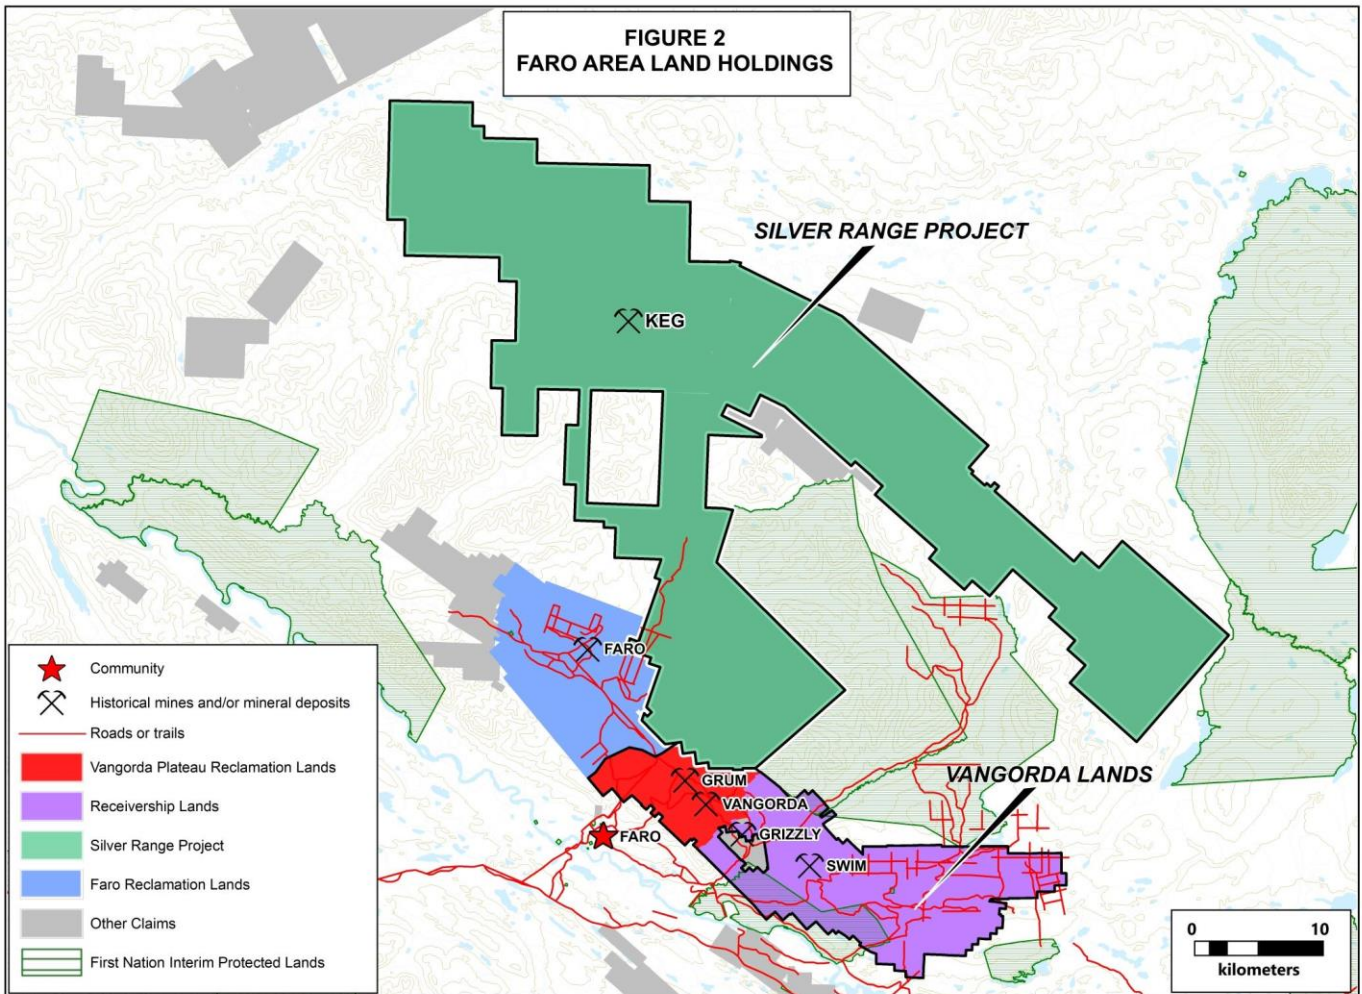 FIGURE 2
FARO AREA LAND HOLDINGS
SILVER RANGE PROJECT
KEG
FARO
GRUM
VANGORDA
VANGORDA LANDS
FARO
GRIZZLY
SWIM
Community
Historical mines and/or mineral deposits
Roads or trails
Vangorda Plateau Reclamation Lands
Receivership Lands
Silver Range Project
Faro Reclamation Lands
Other Claims
First Nation Interim Protected Lands
0 10
kilometers